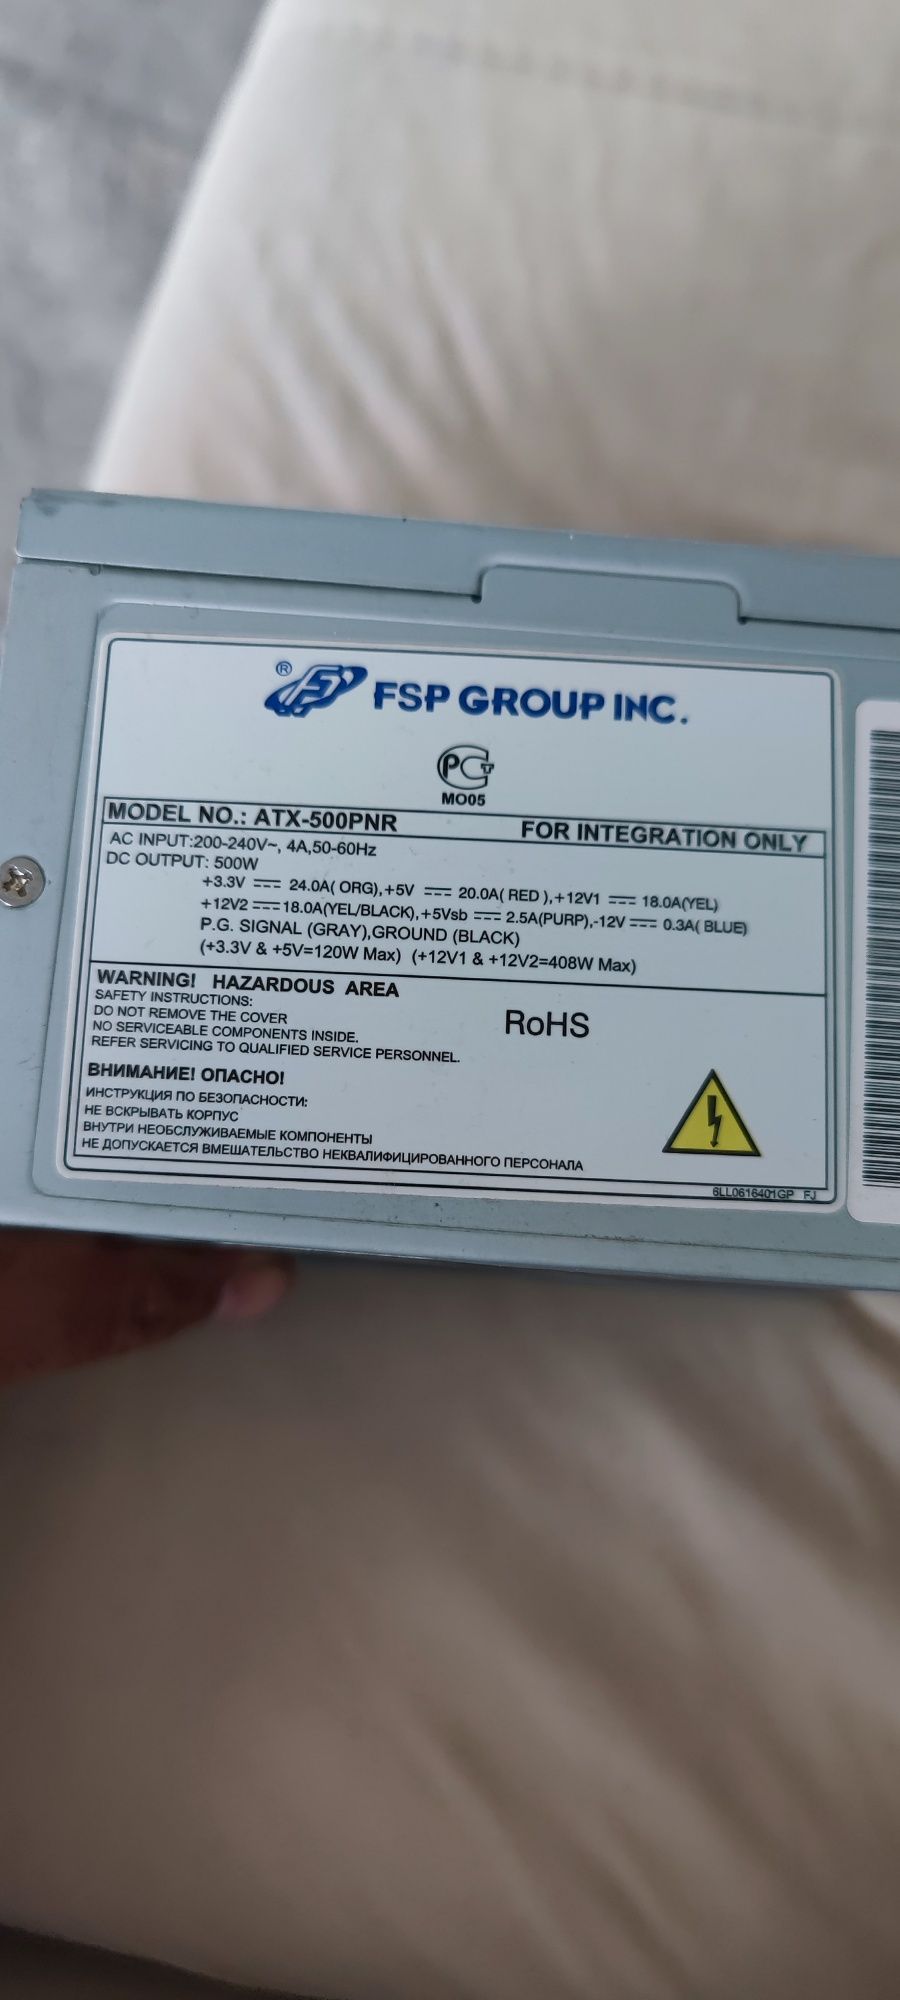 ® FSP GROUP INC.
PCT
MO05
MODEL NO.: ATX-500PNR FOR INTEGRATION ONLY
AC INPUT:200-240V~, 4A,50-60Hz
DC OUTPUT: 500W
+3.3V ⎓ 24.0A( ORG),+5V ⎓ 20.0A( RED ),+12V1 ⎓ 18.0A(YEL)
+12V2 ⎓18.0A(YEL/BLACK),+5Vsb ⎓ 2.5A(PURP),-12V ⎓ 0.3A( BLUE)
P.G. SIGNAL (GRAY),GROUND (BLACK)
(+3.3V & +5V=120W Max) (+12V1 & +12V2=408W Max)
WARNING! HAZARDOUS AREA
SAFETY INSTRUCTIONS:
DO NOT REMOVE THE COVER
NO SERVICEABLE COMPONENTS INSIDE.
REFER SERVICING TO QUALIFIED SERVICE PERSONNEL.
RoHS
ВНИМАНИЕ! ОПАСНО!
ИНСТРУКЦИЯ ПО БЕЗОПАСНОСТИ:
НЕ ВСКРЫВАТЬ КОРПУС
ВНУТРИ НЕОБСЛУЖИВАЕМЫЕ КОМПОНЕНТЫ
НЕ ДОПУСКАЕТСЯ ВМЕШАТЕЛЬСТВО НЕКВАЛИФИЦИРОВАННОГО ПЕРСОНАЛА
6LL0616401GP FJ